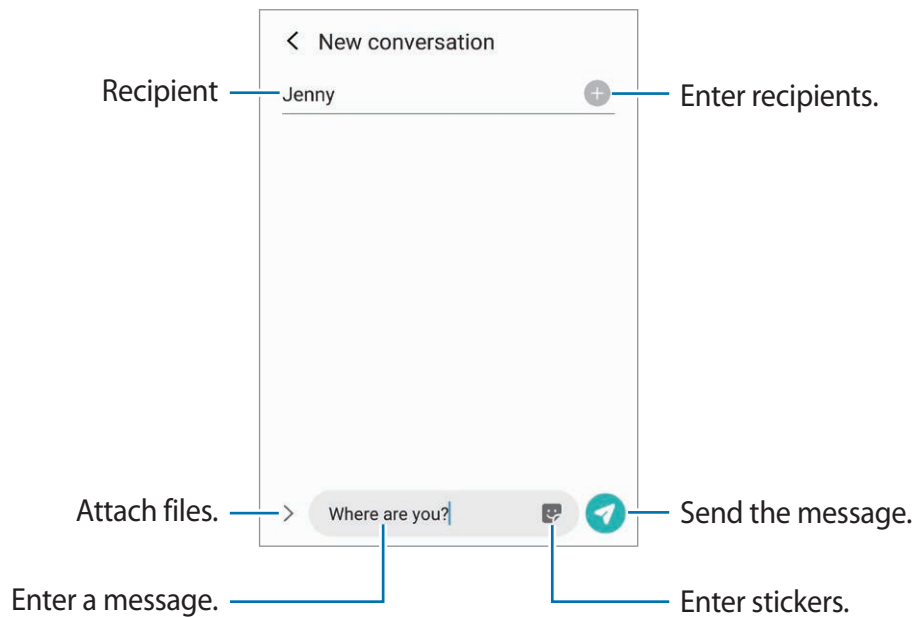 New conversation
Recipient
Jenny
Enter recipients.
Attach files.
Where are you?
Send the message.
Enter a message.
Enter stickers.